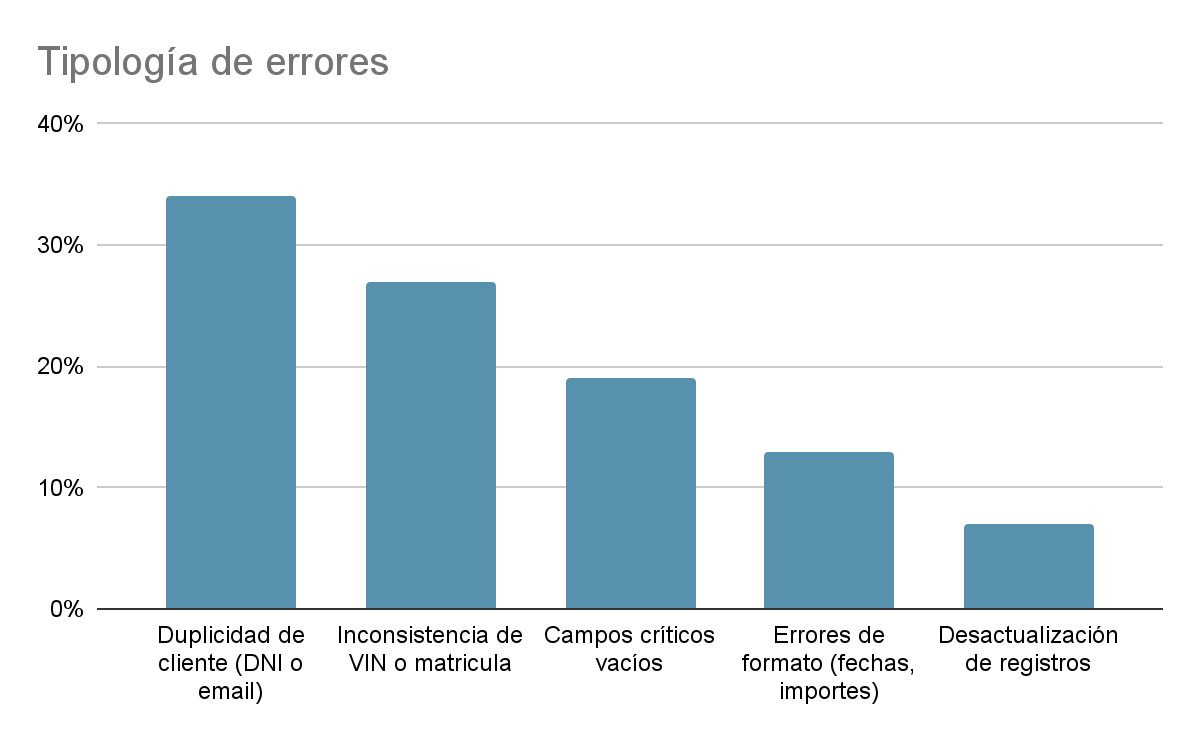 Tipología de errores
40%
30%
20%
10%
0%
Duplicidad de
cliente (DNI o
email)
Inconsistencia de
VIN o matricula
Campos críticos
vacíos
Errores de
formato (fechas,
importes)
Desactualización
de registros